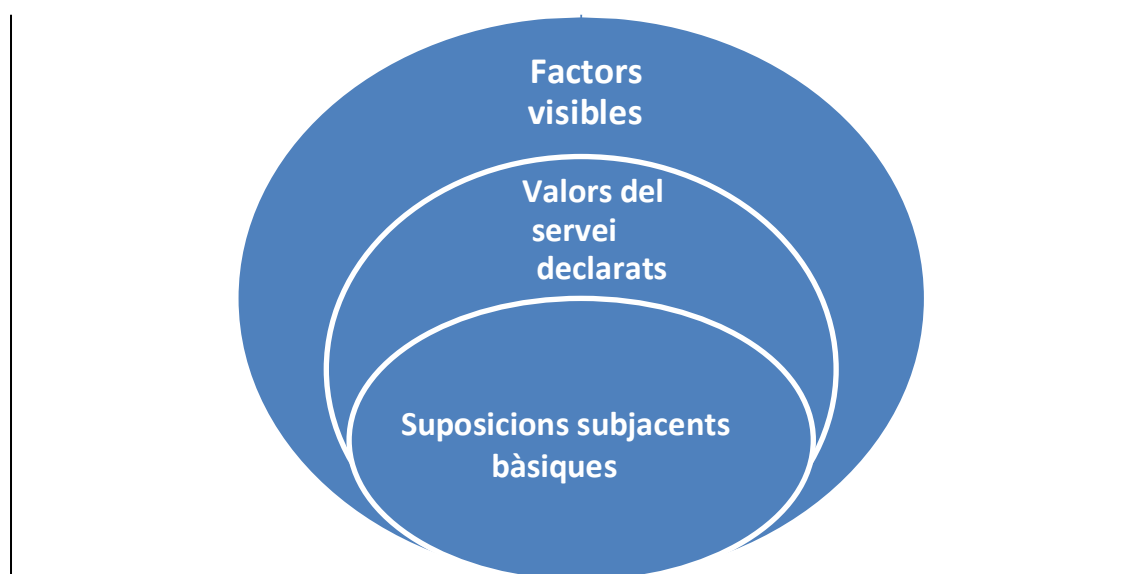 Factors
visibles
Valors del
servei
declarats
Suposicions subjacents
bàsiques